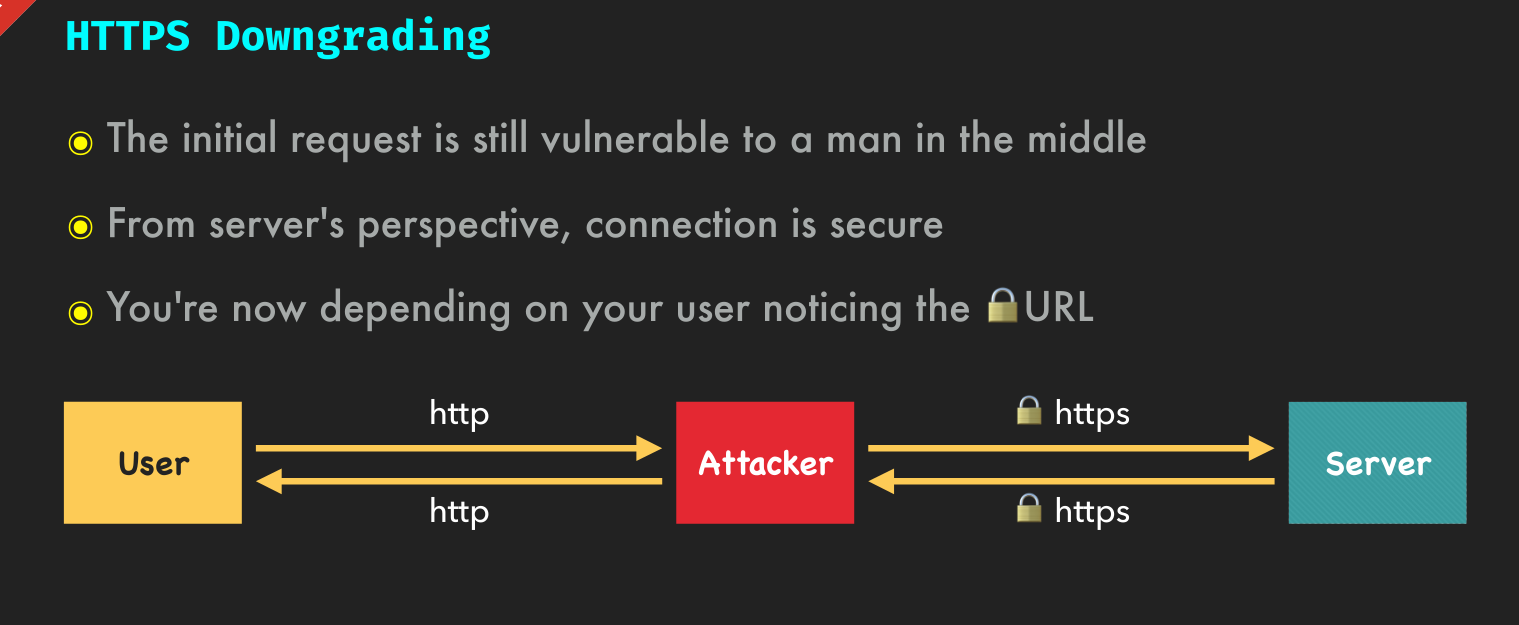 HTTPS Downgrading
The initial request is still vulnerable to a man in the middle
From server's perspective, connection is secure
You're now depending on your user noticing the 🔒URL
http
🔒 https
User
Attacker
Server
http
🔒 https